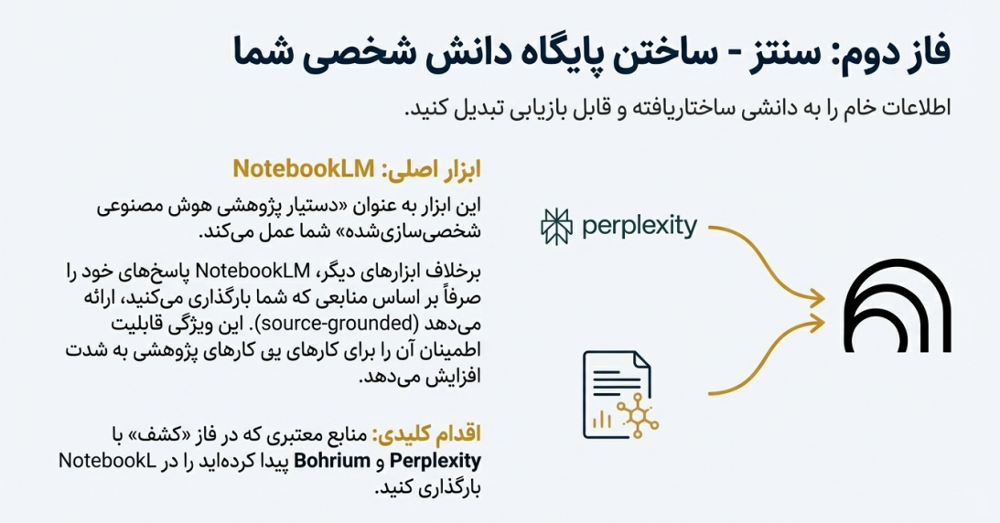 فاز دوم: سنتز - ساختن پایگاه دانش شخصی شما
اطلاعات خام را به دانشی ساختاریافته و قابل بازیابی تبدیل کنید.
ابزار اصلی: NotebookLM
این ابزار به عنوان «دستیار پژوهشی هوش مصنوعی
شخصی‌سازی‌شده» شما عمل می‌کند.
برخلاف ابزارهای دیگر، NotebookLM پاسخ‌های خود را
صرفاً بر اساس منابعی که شما بارگذاری می‌کنید، ارائه
می‌دهد (source-grounded). این ویژگی قابلیت
اطمینان آن را برای کارهای یی کارهای پژوهشی به شدت
افزایش می‌دهد.
اقدام کلیدی: منابع معتبری که در فاز «کشف» با
Perplexity و Bohrium پیدا کرده‌اید را در NotebookL
بارگذاری کنید.
perplexity